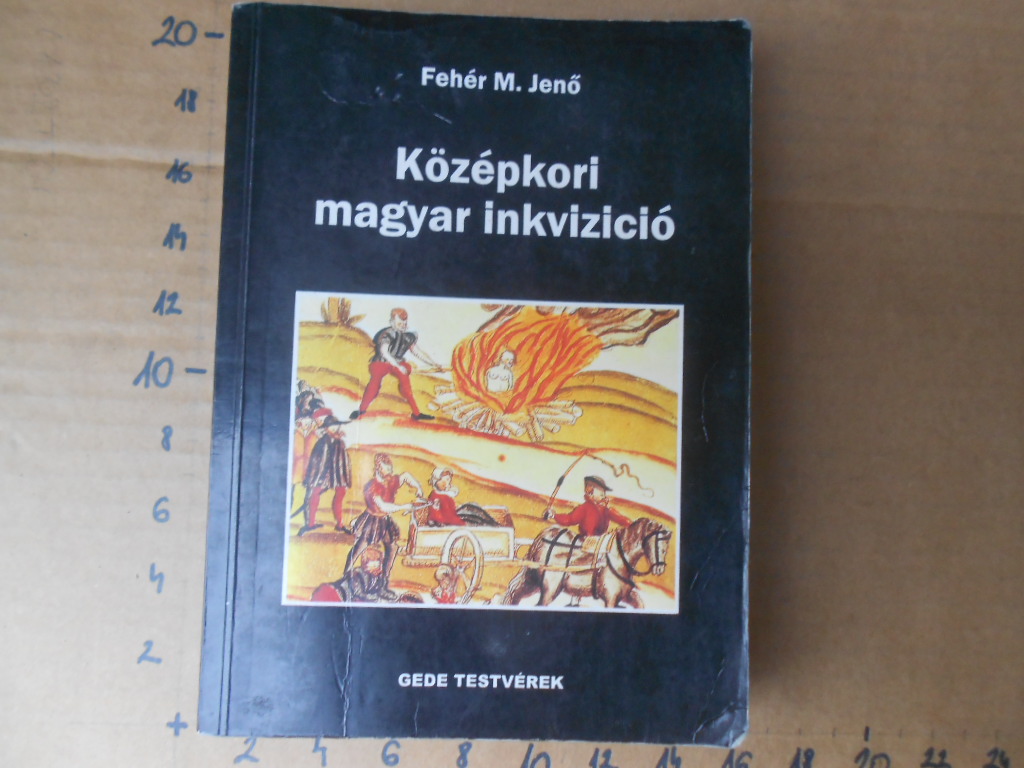 Fehér M. Jenő
Középkori
magyar inkvizició
GEDE TESTVÉREK
20
18
16
14
12
10
8
6
4
2
+
2 4 6 8 10 12 14 16 18 20 22 24